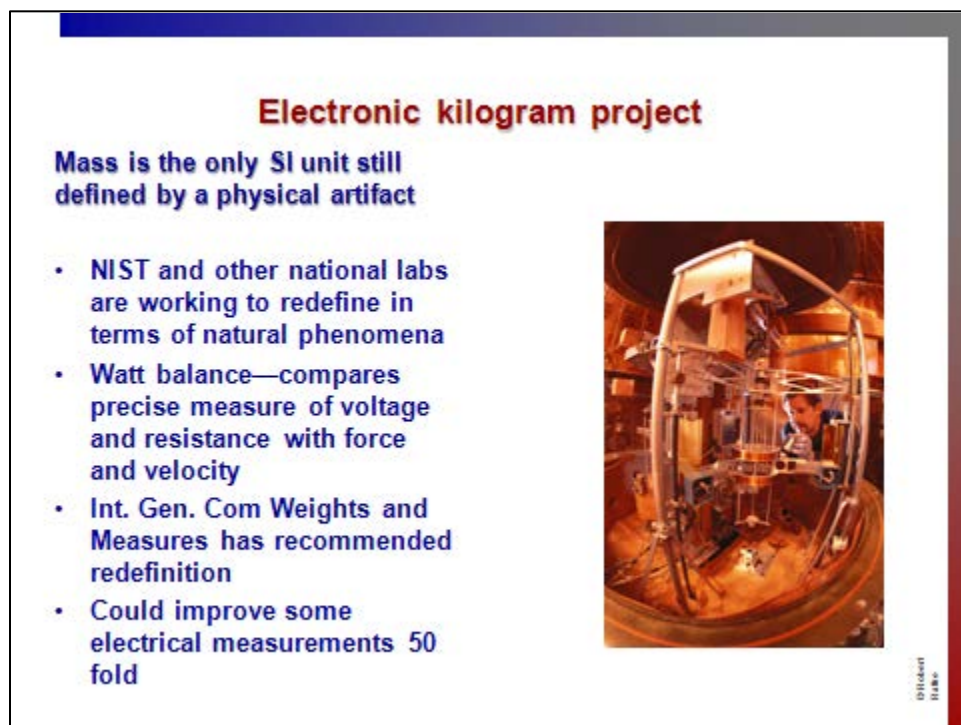 Electronic kilogram project
Mass is the only SI unit still
defined by a physical artifact
• NIST and other national labs
are working to redefine in
terms of natural phenomena
• Watt balance—compares
precise measure of voltage
and resistance with force
and velocity
• Int. Gen. Com Weights and
Measures has recommended
redefinition
• Could improve some
electrical measurements 50
fold
Robert